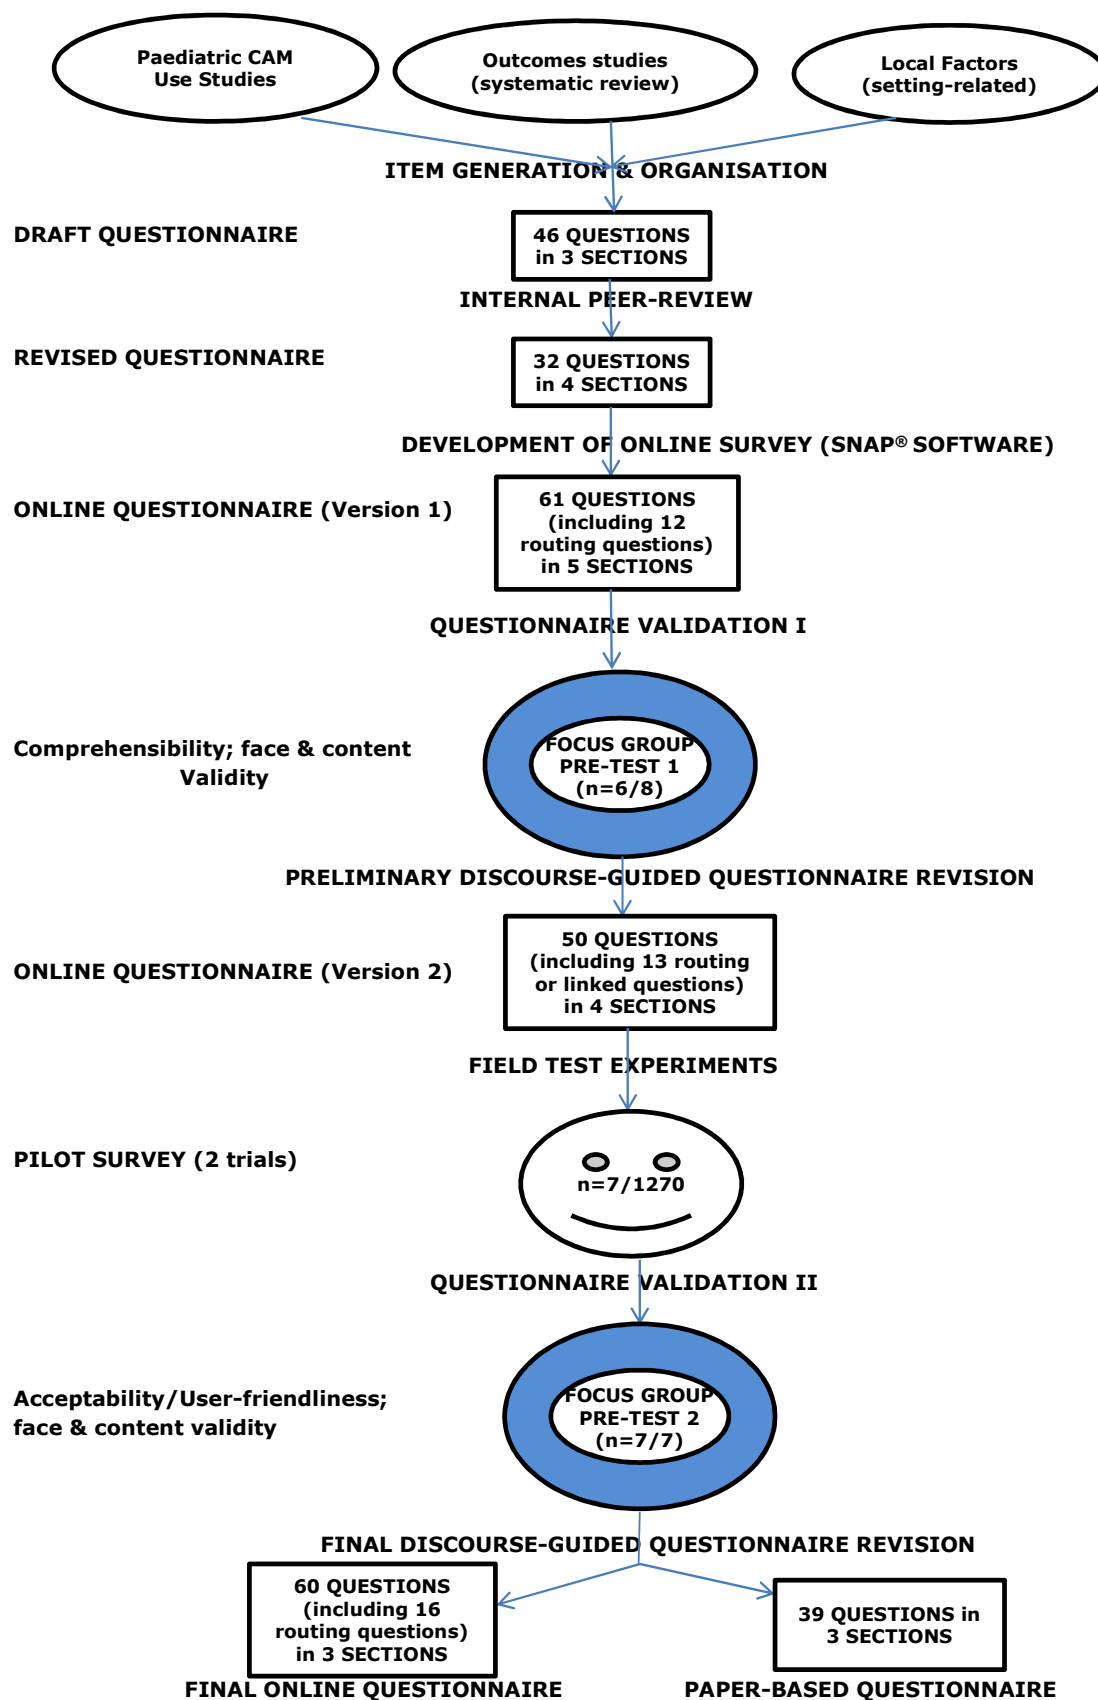 Paediatric CAM
Use Studies
Outcomes studies
(systematic review)
Local Factors
(setting-related)
ITEM GENERATION & ORGANISATION
DRAFT QUESTIONNAIRE
46 QUESTIONS
in 3 SECTIONS
INTERNAL PEER-REVIEW
REVISED QUESTIONNAIRE
32 QUESTIONS
in 4 SECTIONS
DEVELOPMENT OF ONLINE SURVEY (SNAP® SOFTWARE)
ONLINE QUESTIONNAIRE (Version 1)
61 QUESTIONS
(including 12
routing questions)
in 5 SECTIONS
QUESTIONNAIRE VALIDATION I
Comprehensibility; face & content
Validity
FOCUS GROUP
PRE-TEST 1
(n=6/8)
PRELIMINARY DISCOURSE-GUIDED QUESTIONNAIRE REVISION
ONLINE QUESTIONNAIRE (Version 2)
50 QUESTIONS
(including 13 routing
or linked questions)
in 4 SECTIONS
FIELD TEST EXPERIMENTS
PILOT SURVEY (2 trials)
n=7/1270
QUESTIONNAIRE VALIDATION II
Acceptability/User-friendliness;
face & content validity
FOCUS GROUP
PRE-TEST 2
(n=7/7)
FINAL DISCOURSE-GUIDED QUESTIONNAIRE REVISION
60 QUESTIONS
(including 16
routing questions)
in 3 SECTIONS
39 QUESTIONS in
3 SECTIONS
FINAL ONLINE QUESTIONNAIRE
PAPER-BASED QUESTIONNAIRE